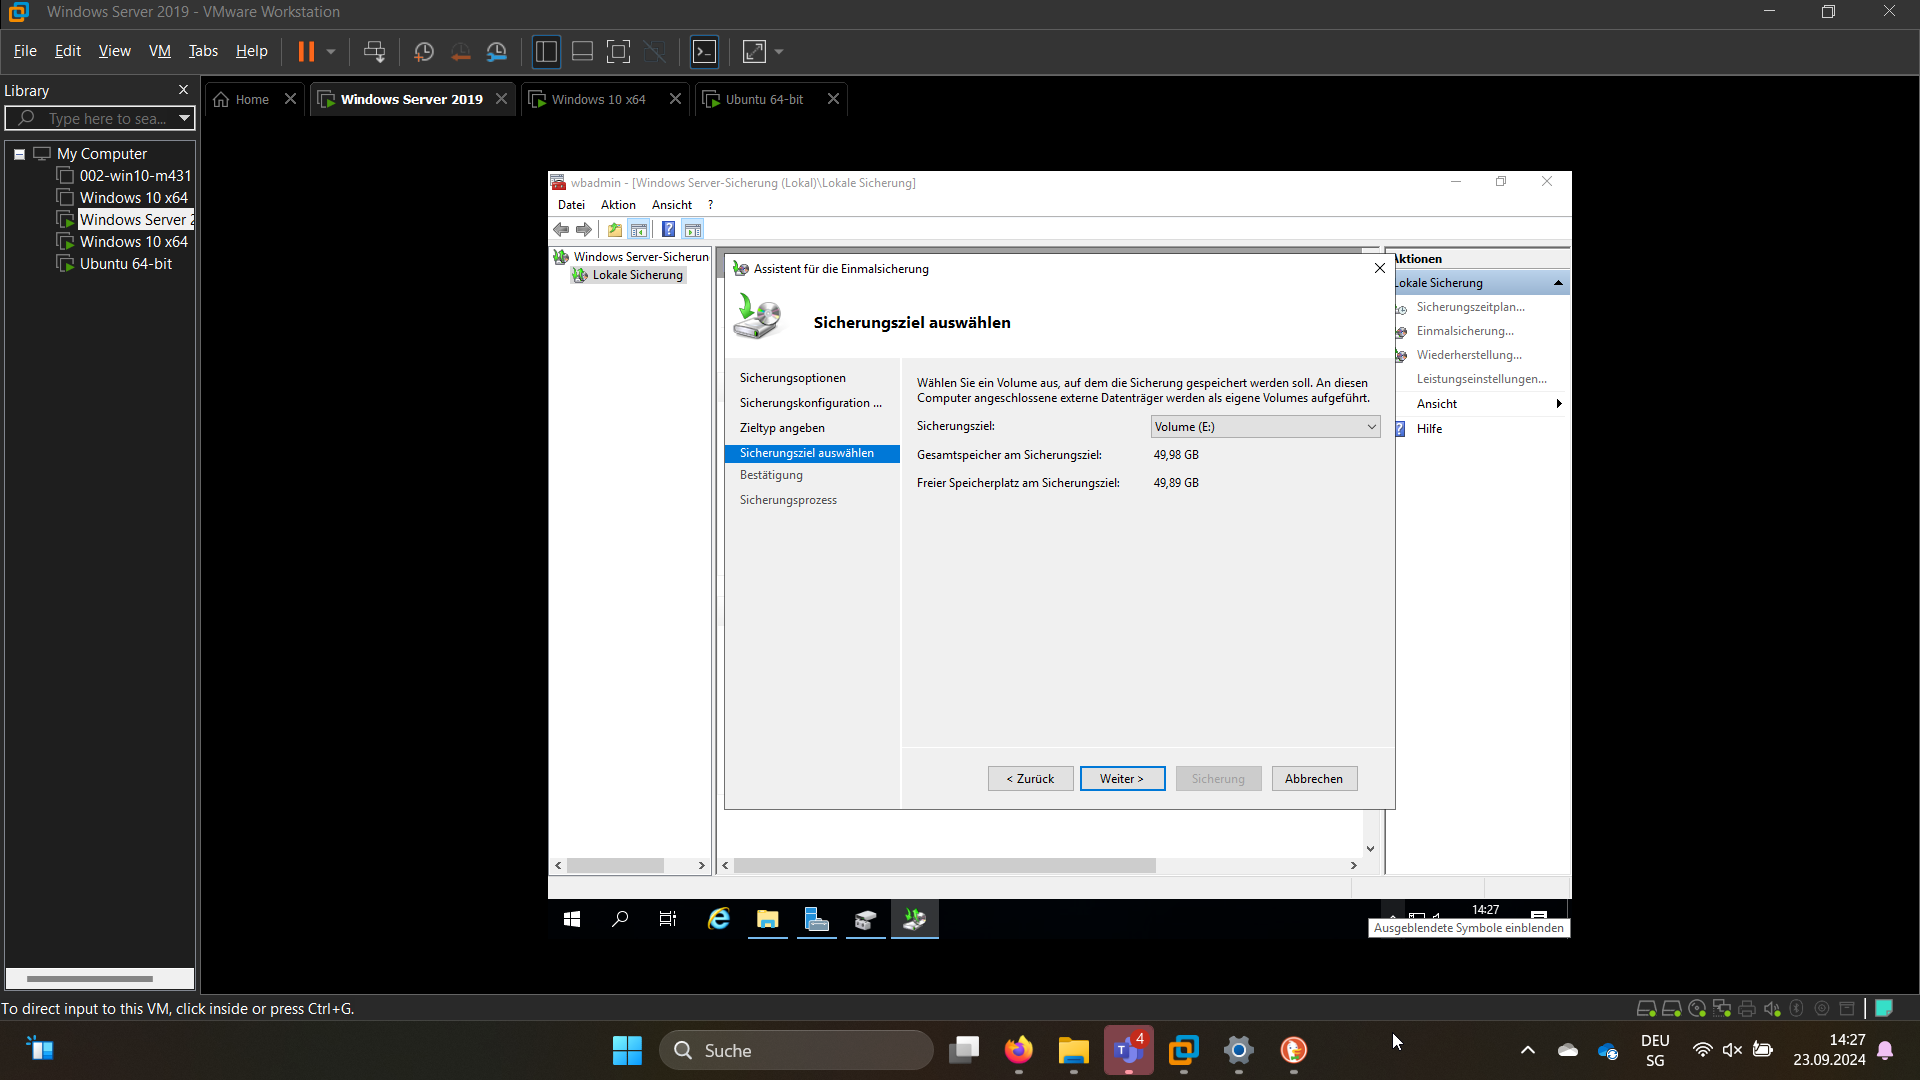 Windows Server 2019 - VMware Workstation
File Edit View VM Tabs Help
Library
Type here to sea...
My Computer
002-win10-m431
Windows 10 x64
Windows Server 2
Windows 10 x64
Ubuntu 64-bit
Home
Windows Server 2019
Windows 10 x64
Ubuntu 64-bit
wbadmin - [Windows Server-Sicherung (Lokal)\Lokale Sicherung]
Datei Aktion Ansicht ?
Windows Server-Sicherun
Lokale Sicherung
Assistent für die Einmalsicherung
Sicherungsziel auswählen
Sicherungsoptionen
Sicherungskonfiguration ...
Zieltyp angeben
Sicherungsziel auswählen
Bestätigung
Sicherungsprozess
Wählen Sie ein Volume aus, auf dem die Sicherung gespeichert werden soll. An diesen
Computer angeschlossene externe Datenträger werden als eigene Volumes aufgeführt.
Sicherungsziel: Volume (E:)
Gesamtspeicher am Sicherungsziel: 49,98 GB
Freier Speicherplatz am Sicherungsziel: 49,89 GB
< Zurück Weiter > Sicherung Abbrechen
Aktionen
Lokale Sicherung
Sicherungszeitplan...
Einmalsicherung...
Wiederherstellung...
Leistungseinstellungen...
Ansicht
Hilfe
14:27
Ausgeblendete Symbole einblenden
To direct input to this VM, click inside or press Ctrl+G.
Suche
4
DEU
SG
14:27
23.09.2024